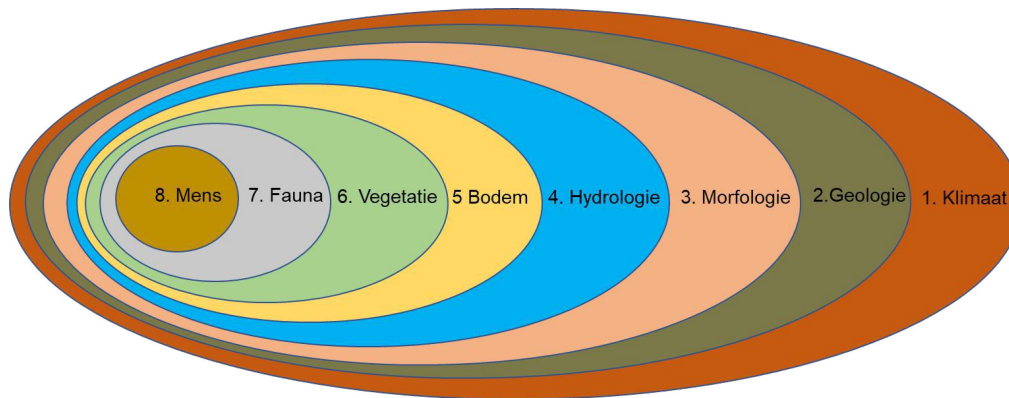 8. Mens
7. Fauna
6. Vegetatie
5 Bodem
4. Hydrologie
3. Morfologie
2.Geologie
1. Klimaat